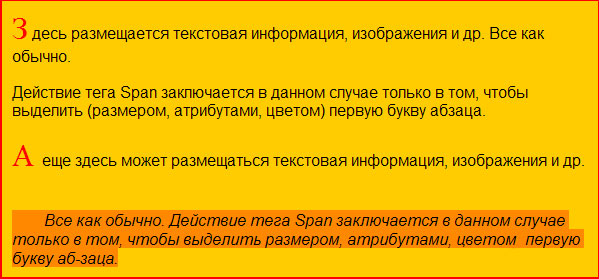 З десь размещается текстовая информация, изображения и др. Все как
обычно.
Действие тега Span заключается в данном случае только в том, чтобы
выделить (размером, атрибутами, цветом) первую букву абзаца.
А еще здесь может размещаться текстовая информация, изображения и др.
Все как обычно. Действие тега Span заключается в данном случае
только в том, чтобы выделить размером, атрибутами, цветом первую
букву аб-заца.